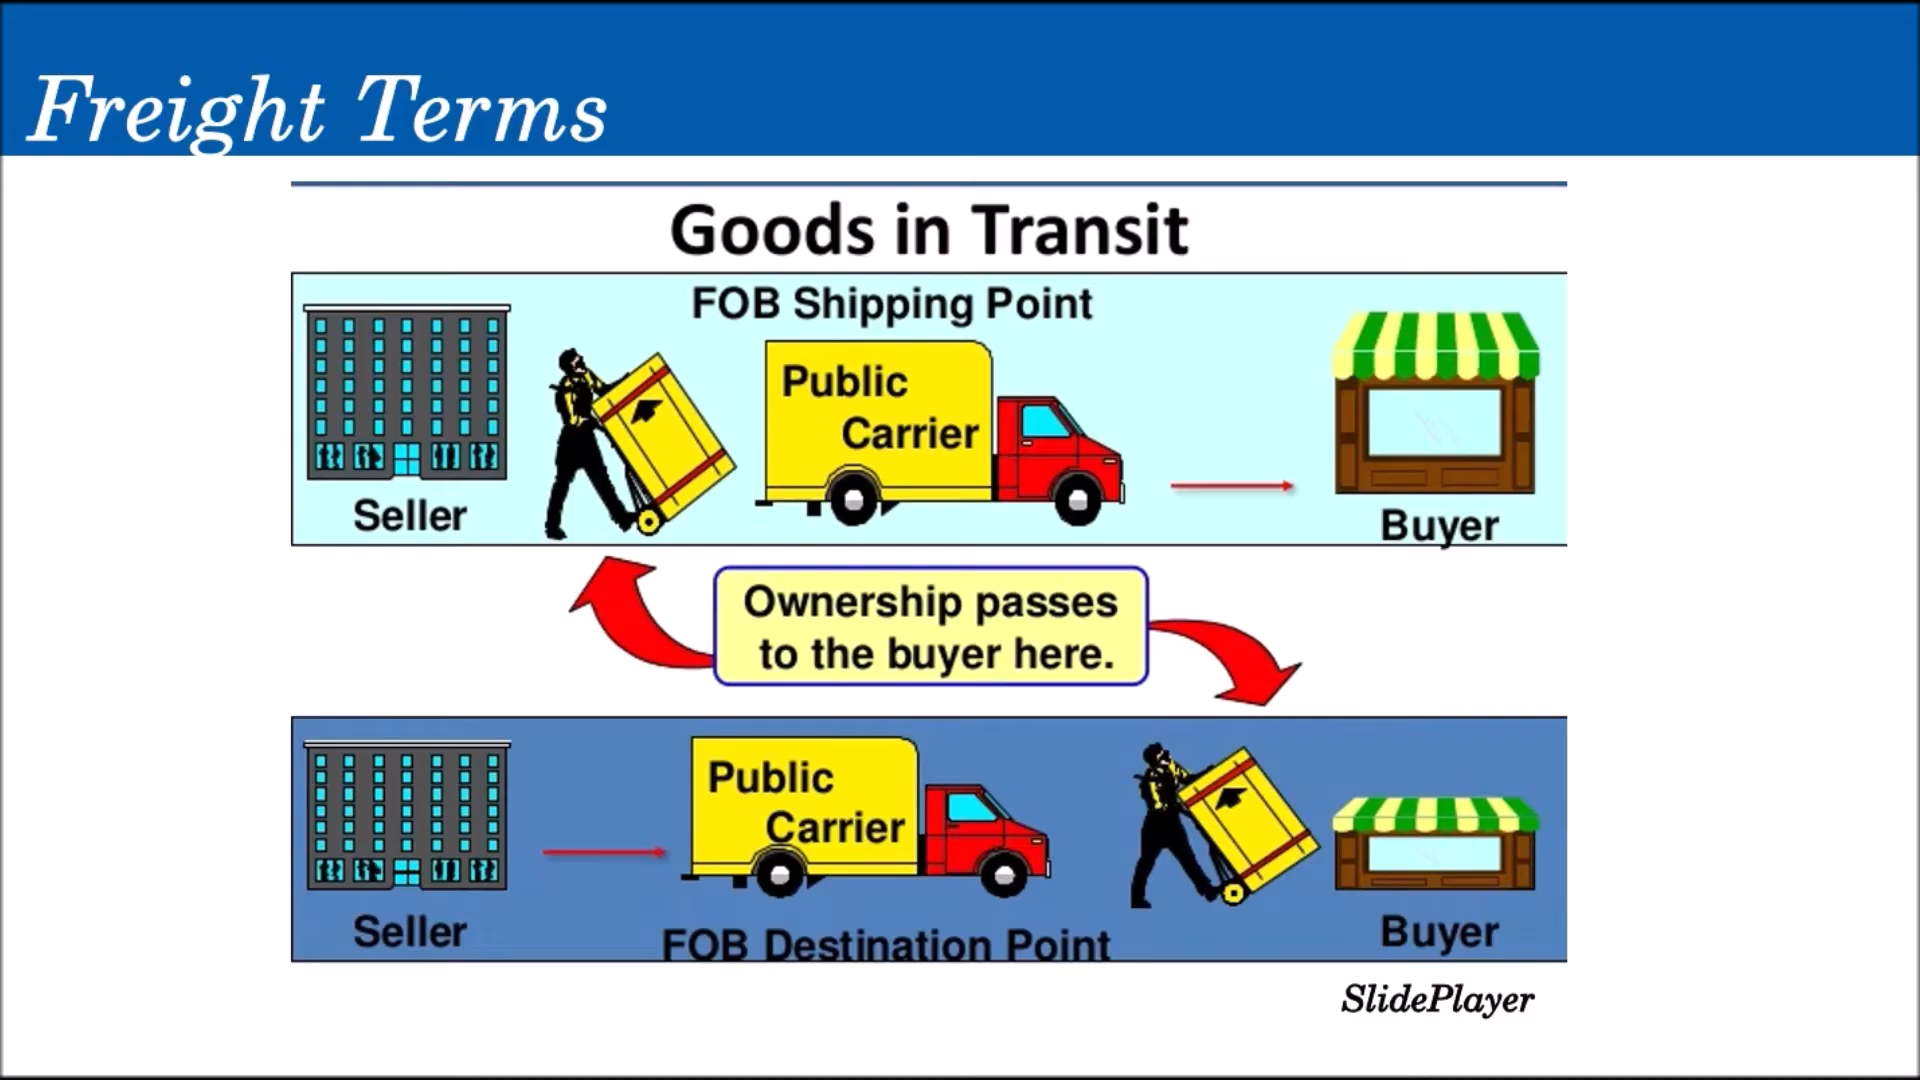 Freight Terms
Goods in Transit
FOB Shipping Point
Public
Carrier
Seller
Buyer
Ownership passes
to the buyer here.
Public
Carrier
Seller
FOB Destination Point
Buyer
SlidePlayer